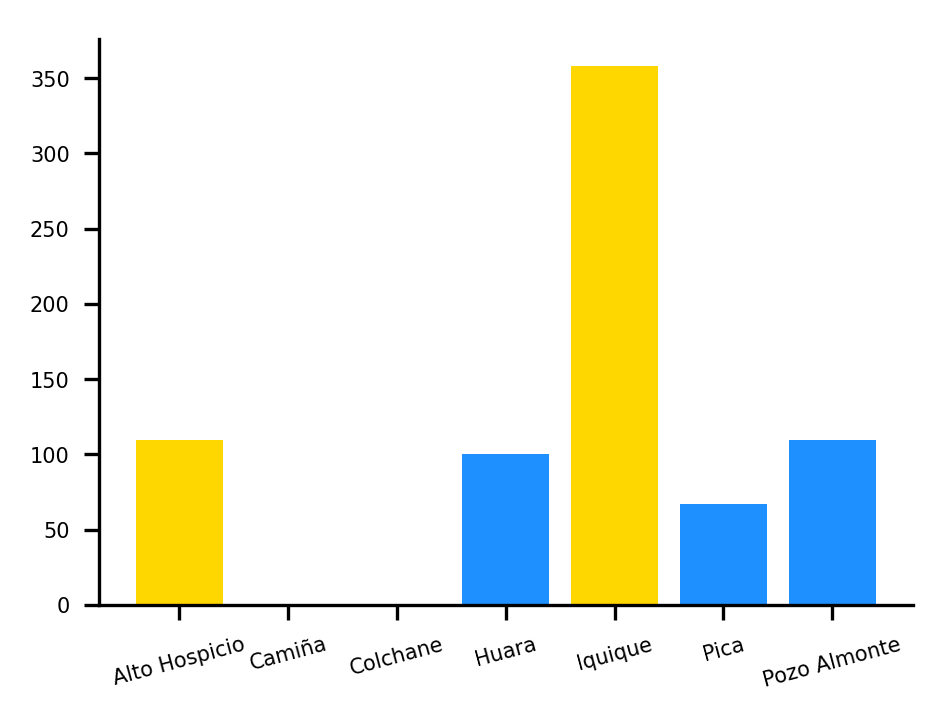 350
300
250
200
150
100
50
0
Alto Hospicio
Camiña
Colchane
Huara
Iquique
Pica
Pozo Almonte